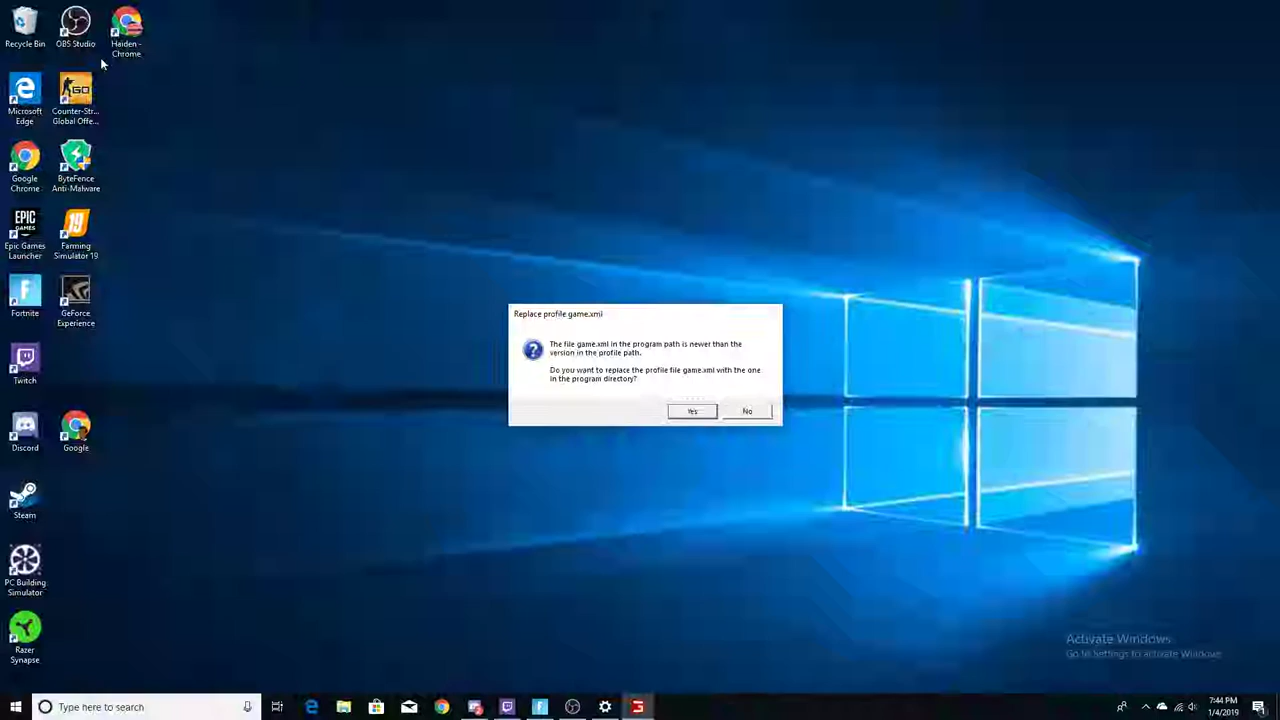 Recycle Bin
OBS Studio
Haiden -
Chrome
Microsoft
Edge
GO
Counter-Str...
Global Offe...
Google
Chrome
ByteFence
Anti-Malware
EPIC
GAMES
Epic Games
Launcher
19
Farming
Simulator 19
Fortnite
GeForce
Experience
Twitch
Discord
Google
Steam
PC Building
Simulator
Razer
Synapse
Replace profile game.xml
The file game.xml in the program path is newer than the
version in the profile path.
Do you want to replace the profile file game.xml with the one
in the program directory?
Yes
No
Activate Windows
Go to Settings to activate Windows.
Type here to search
7:44 PM
1/4/2019